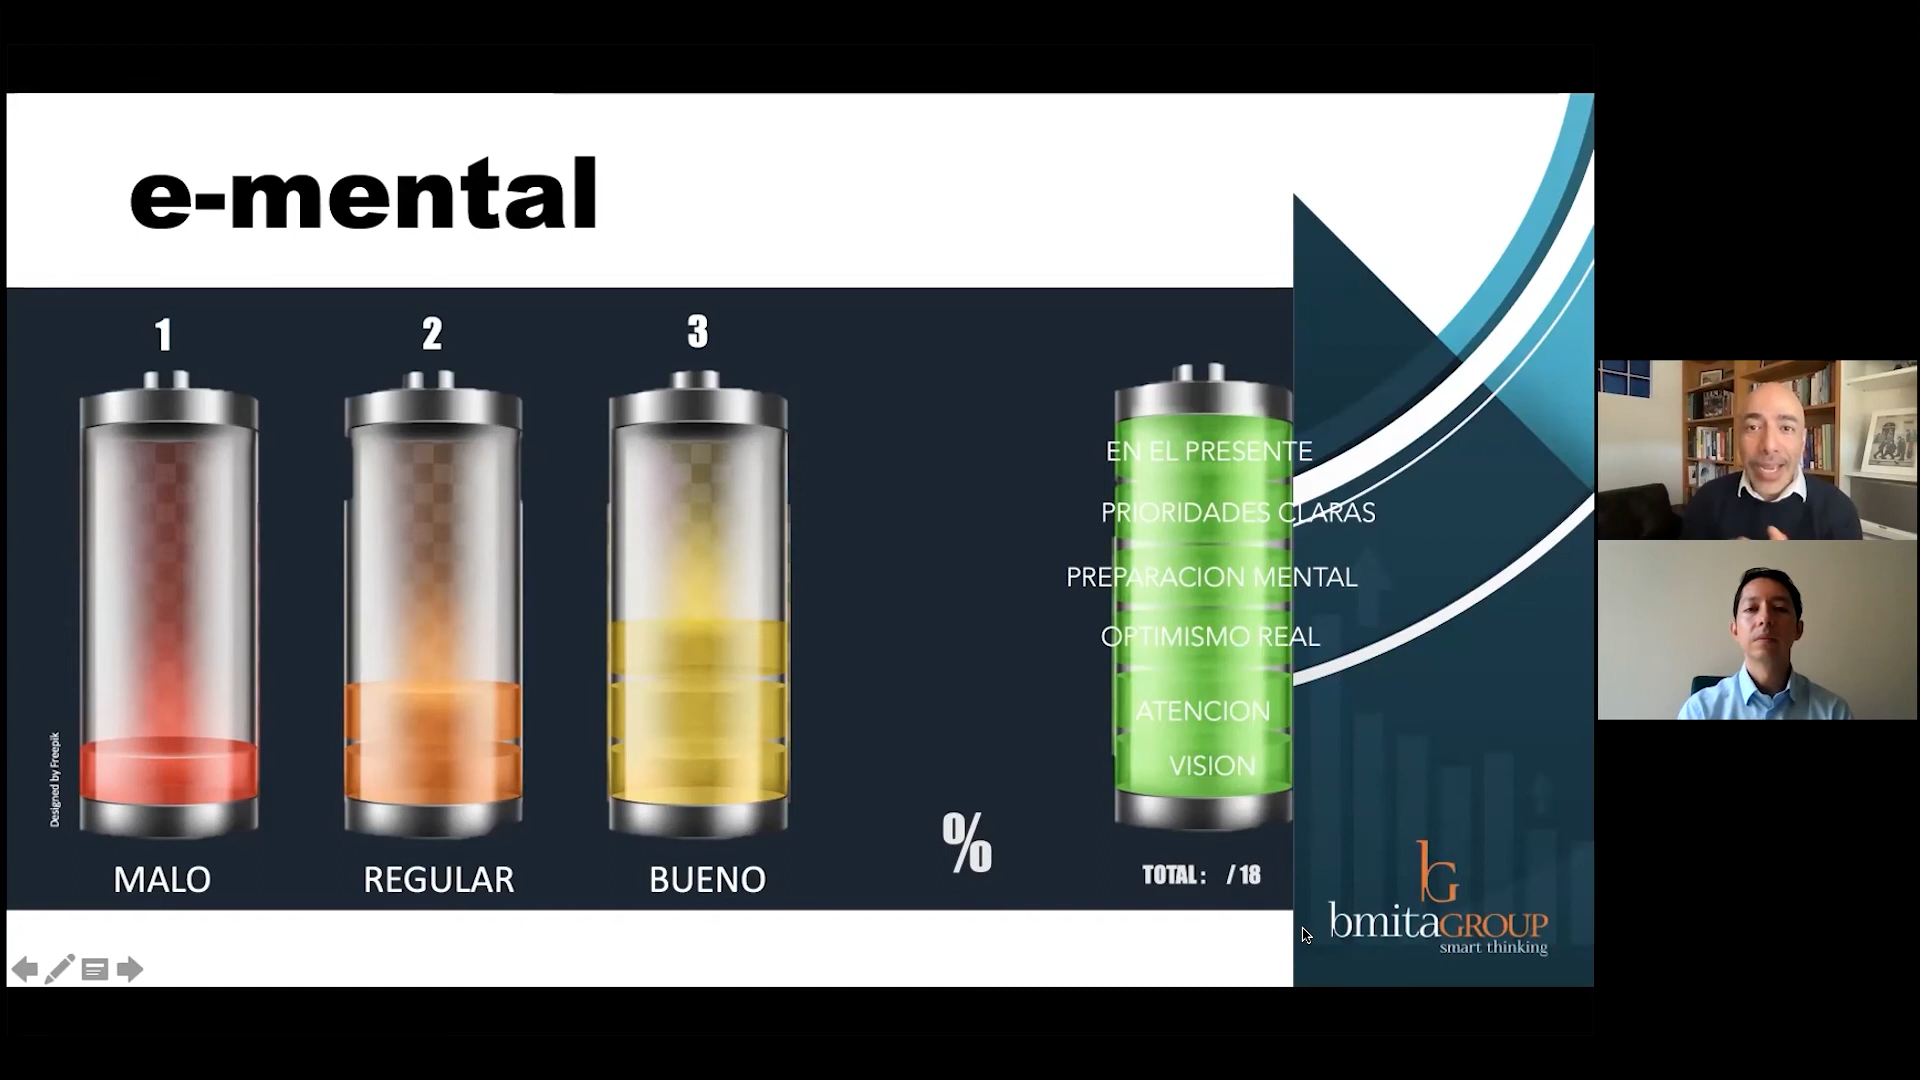 e-mental
1
2
3
EN EL PRESENTE
PRIORIDADES CLARAS
PREPARACION MENTAL
OPTIMISMO REAL
ATENCION
VISION
Designed by Freepik
MALO
REGULAR
BUENO
%
TOTAL: / 18
bG
bmitaGROUP
smart thinking